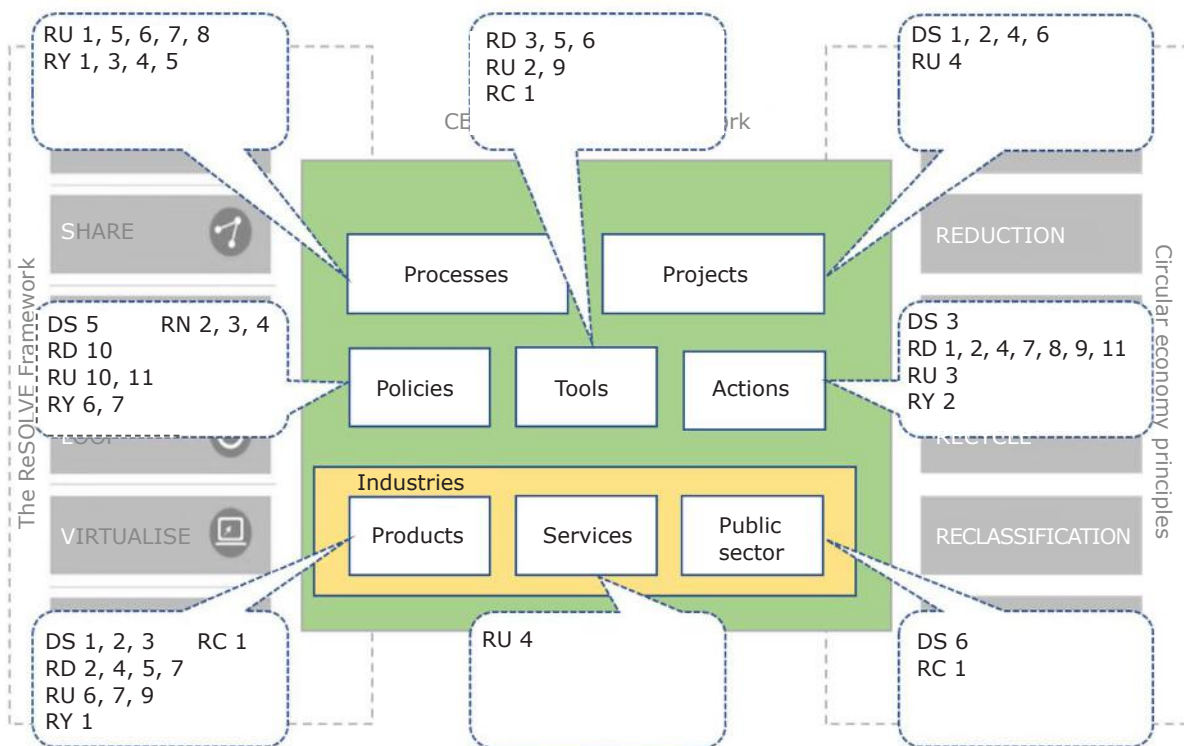 RU 1, 5, 6, 7, 8
RY 1, 3, 4, 5
RD 3, 5, 6
RU 2, 9
RC 1
DS 1, 2, 4, 6
RU 4
SHARE
REDUCTION
Processes
Projects
The ReSOLVE Framework
Circular economy principles
DS 5 RN 2, 3, 4
RD 10
RU 10, 11
RY 6, 7
Policies
Tools
Actions
DS 3
RD 1, 2, 4, 7, 8, 9, 11
RU 3
RY 2
LOOP
RECYCLE
Industries
VIRTUALISE
Products
Services
Public
sector
RECLASSIFICATION
DS 1, 2, 3 RC 1
RD 2, 4, 5, 7
RU 6, 7, 9
RY 1
RU 4
DS 6
RC 1